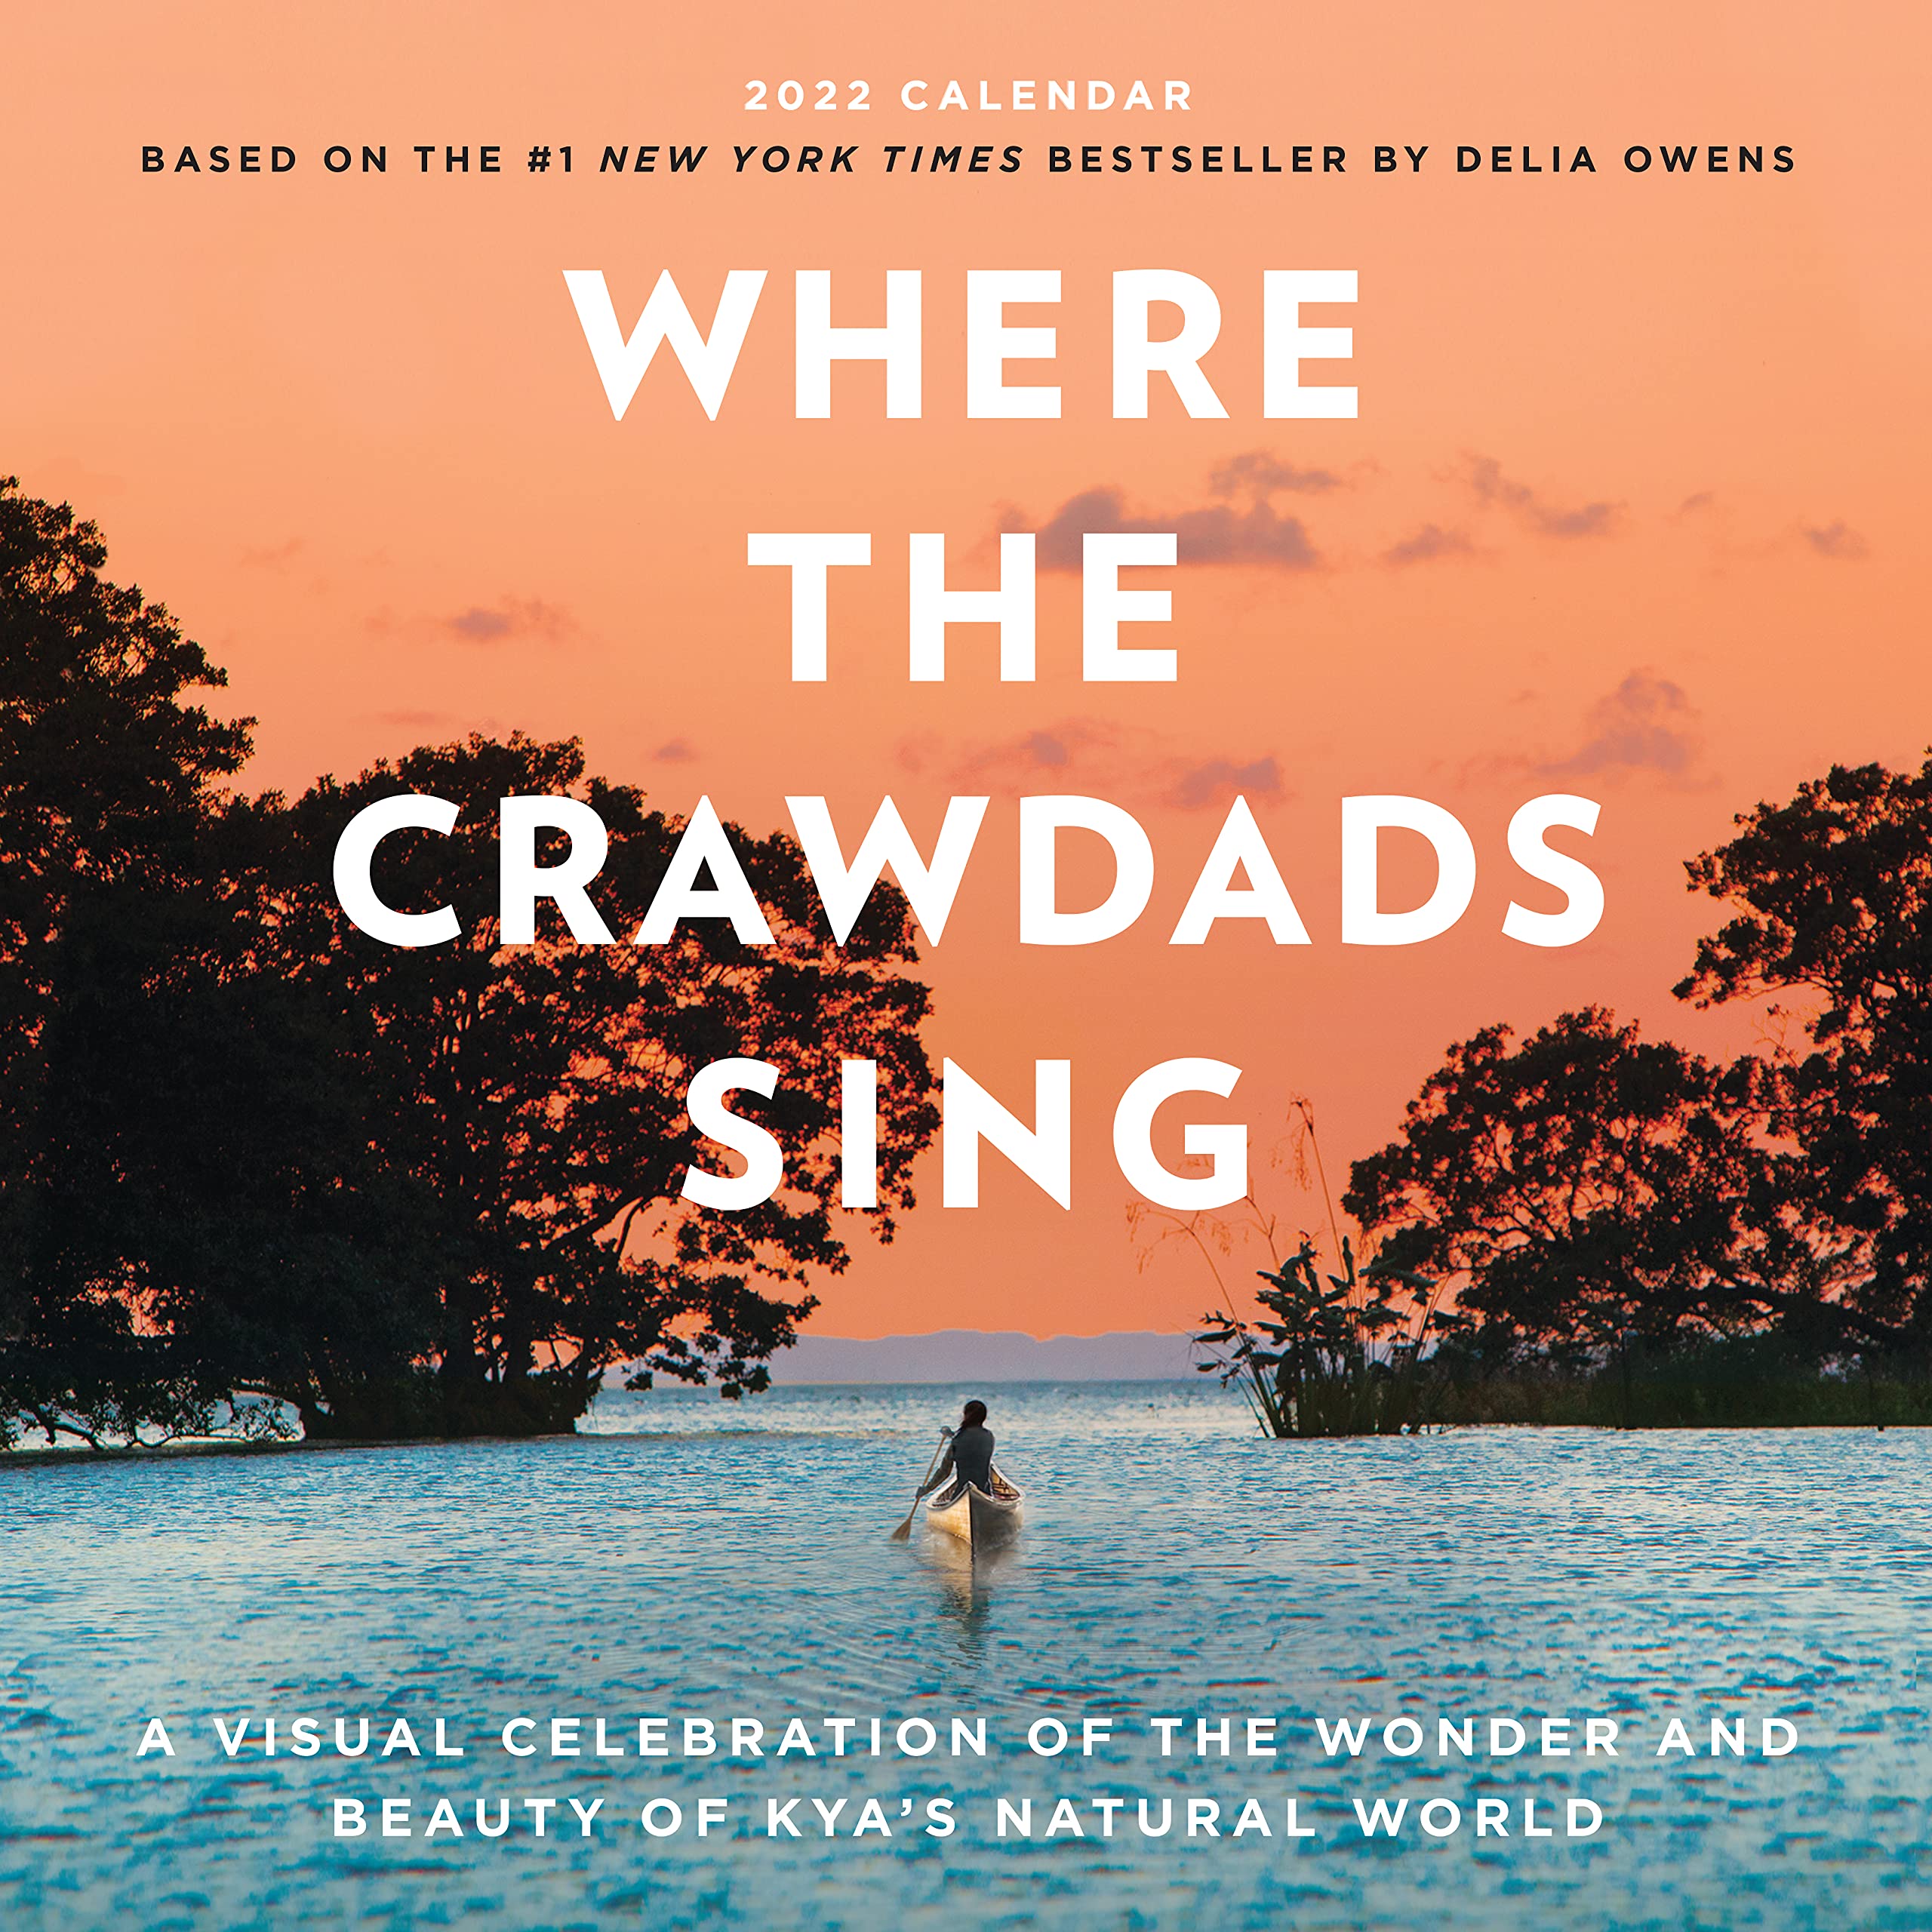 2022 CALENDAR
BASED ON THE #1 NEW YORK TIMES BESTSELLER BY DELIA OWENS
WHERE
THE
CRAWDADS
SING
A VISUAL CELEBRATION OF THE WONDER AND
BEAUTY OF KYA’S NATURAL WORLD